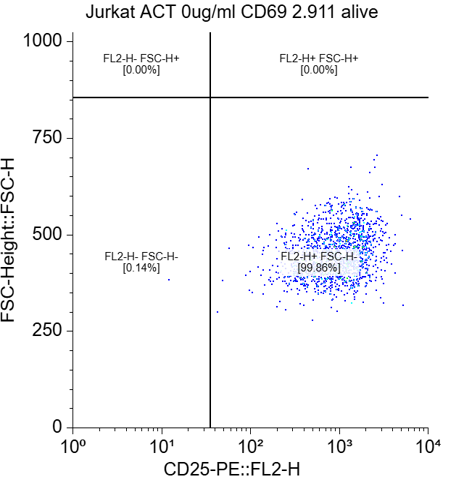 Jurkat ACT 0ug/ml CD69 2.911 alive
1000
FL2-H- FSC-H+
[0.00%]
FL2-H+ FSC-H+
[0.00%]
750
FSC-Height::FSC-H
500
FL2-H- FSC-H-
[0.14%]
FL2-H+ FSC-H-
[99.86%]
250
0
10⁰
10¹
10²
10³
10⁴
CD25-PE::FL2-H